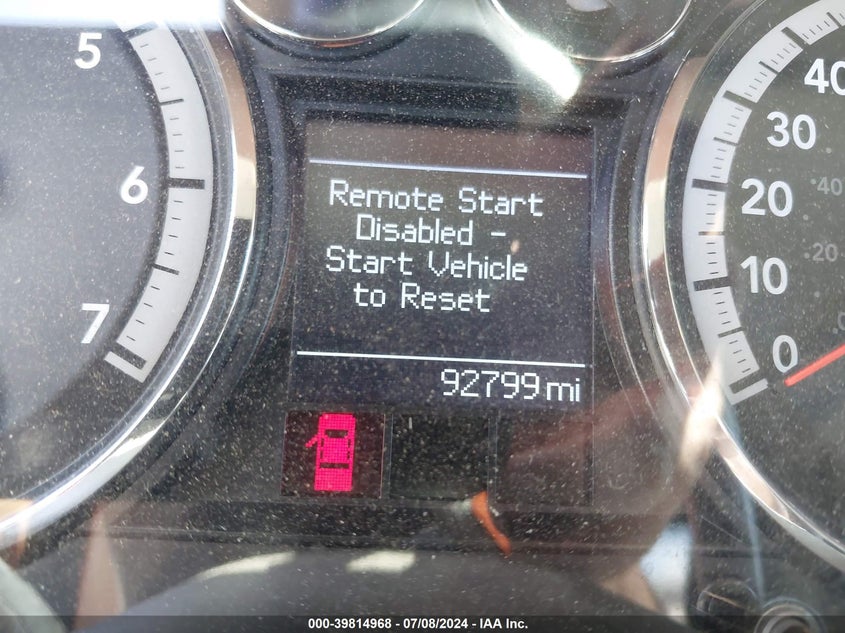 5
6
7
Remote Start
Disabled -
Start Vehicle
to Reset
92799 mi
40
30
20
10
0
40
20
000-39814968 - 07/08/2024 - IAA Inc.